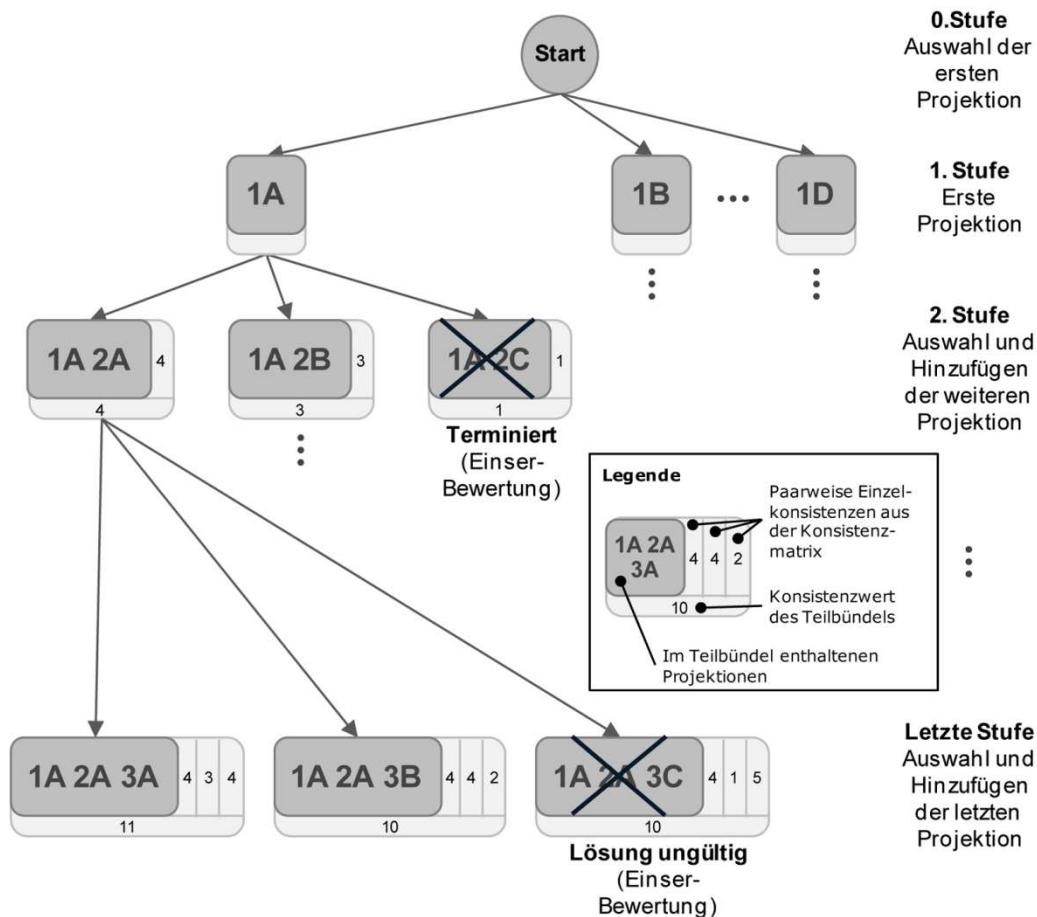 Start
0.Stufe
Auswahl der
ersten
Projektion
1A
1B
1D
1. Stufe
Erste
Projektion
1A 2A
4
4
1A 2B
3
3
1A 2C
1
1
Terminiert
(Einser-
Bewertung)
2. Stufe
Auswahl und
Hinzufügen
der weiteren
Projektion
Legende
1A 2A
3A
4 4 2
10
Paarweise Einzel-
konsistenzen aus
der Konsistenz-
matrix
Konsistenzwert
des Teilbündels
Im Teilbündel enthaltenen
Projektionen
1A 2A 3A
4 3 4
11
1A 2A 3B
4 4 2
10
1A 2A 3C
4 1 5
10
Lösung ungültig
(Einser-
Bewertung)
Letzte Stufe
Auswahl und
Hinzufügen
der letzten
Projektion